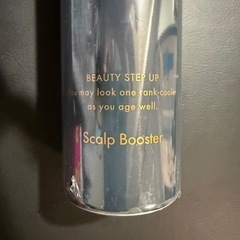 BEAUTY STEP UP
You may look one rank cooler
as you age well.
Scalp Booster